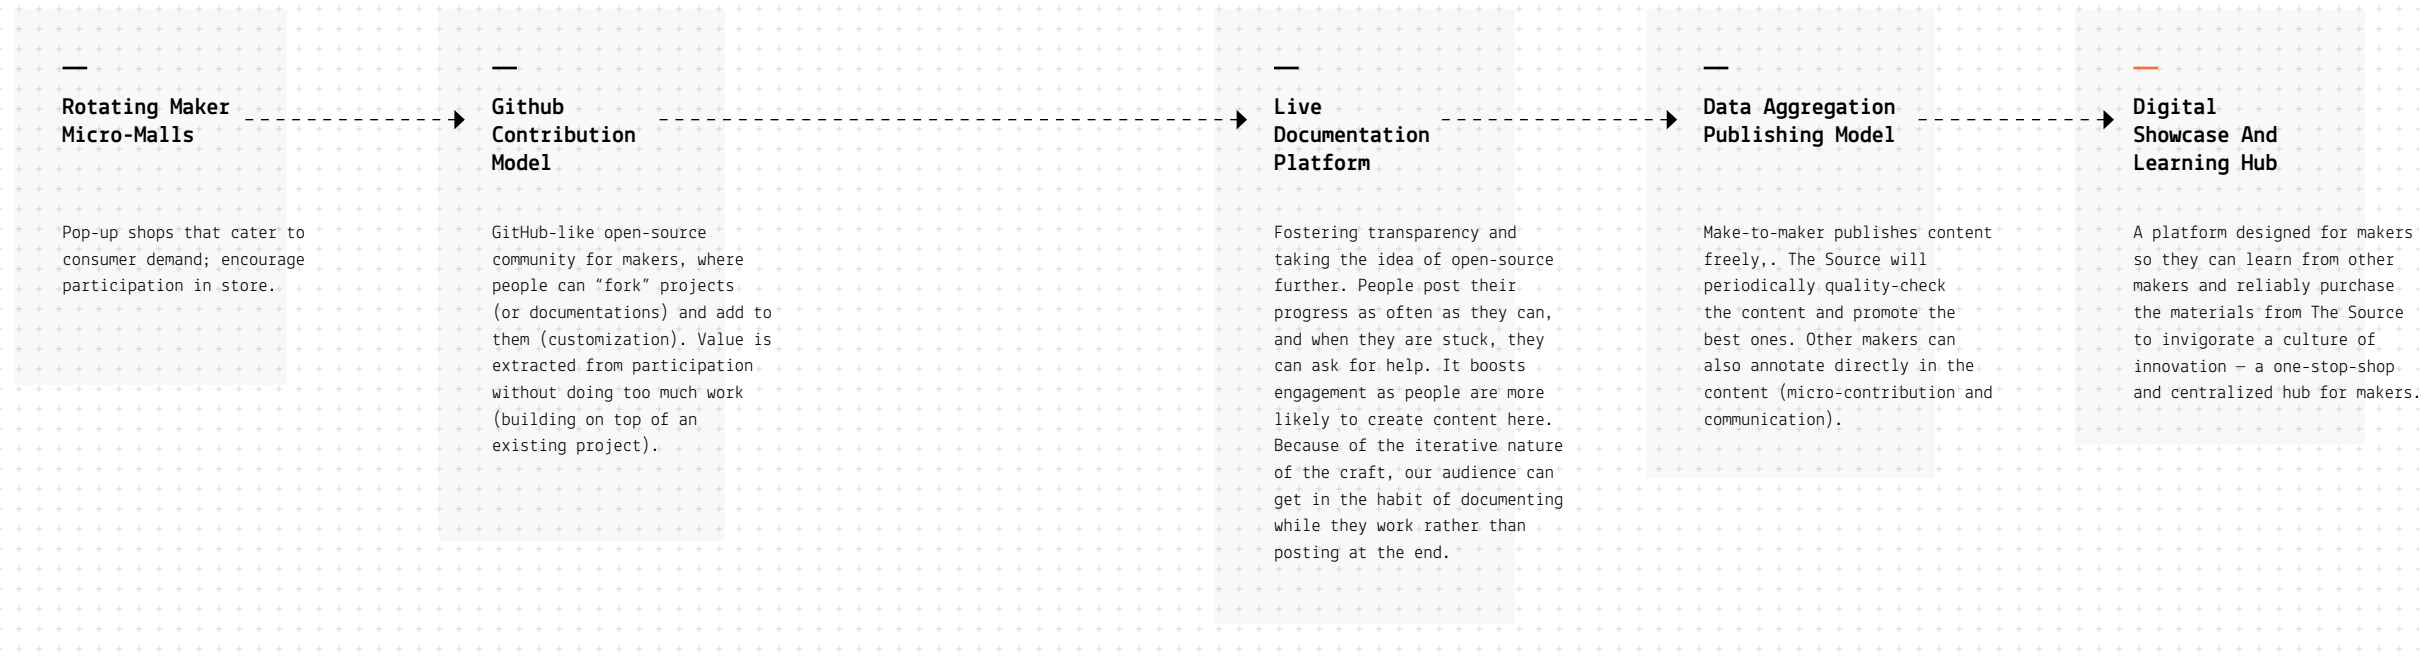 Rotating Maker
Micro-Malls
Pop-up shops that cater to
consumer demand; encourage
participation in store.
Github
Contribution
Model
GitHub-like open-source
community for makers, where
people can “fork” projects
(or documentations) and add to
them (customization). Value is
extracted from participation
without doing too much work
(building on top of an
existing project).
Live
Documentation
Platform
Fostering transparency and
taking the idea of open-source
further. People post their
progress as often as they can,
and when they are stuck, they
can ask for help. It boosts
engagement as people are more
likely to create content here.
Because of the iterative nature
of the craft, our audience can
get in the habit of documenting
while they work rather than
posting at the end.
Data Aggregation
Publishing Model
Make-to-maker publishes content
freely,. The Source will
periodically quality-check
the content and promote the
best ones. Other makers can
also annotate directly in the
content (micro-contribution and
communication).
Digital
Showcase And
Learning Hub
A platform designed for makers
so they can learn from other
makers and reliably purchase
the materials from The Source
to invigorate a culture of
innovation — a one-stop-shop
and centralized hub for makers.